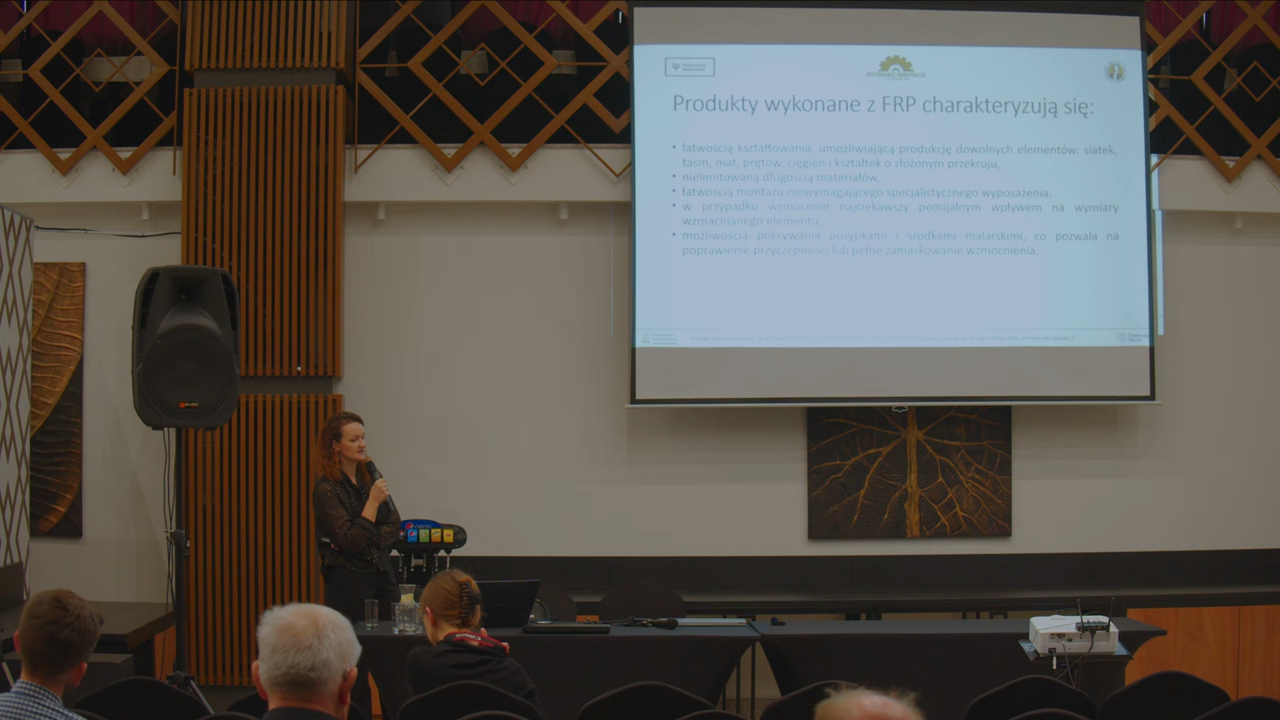 Produkty wykonane z FRP charakteryzują się:
• łatwością kształtowania, umożliwiającą produkcję dowolnych elementów: siatek,
taśm, mat, prętów, cięgien i kształtek o złożonym przekroju,
• nielimitowaną długością materiałów,
• łatwością montażu niewymagającego specjalistycznego wyposażenia,
• w przypadku wzmocnień najciekawszy pomijalnym wpływem na wymiary
wzmacnianego elementu,
• możliwością pokrywania posypkami i środkami malarskimi, co pozwala na
poprawienie przyczepności lub pełne zamaskowanie wzmocnienia.
pepsi